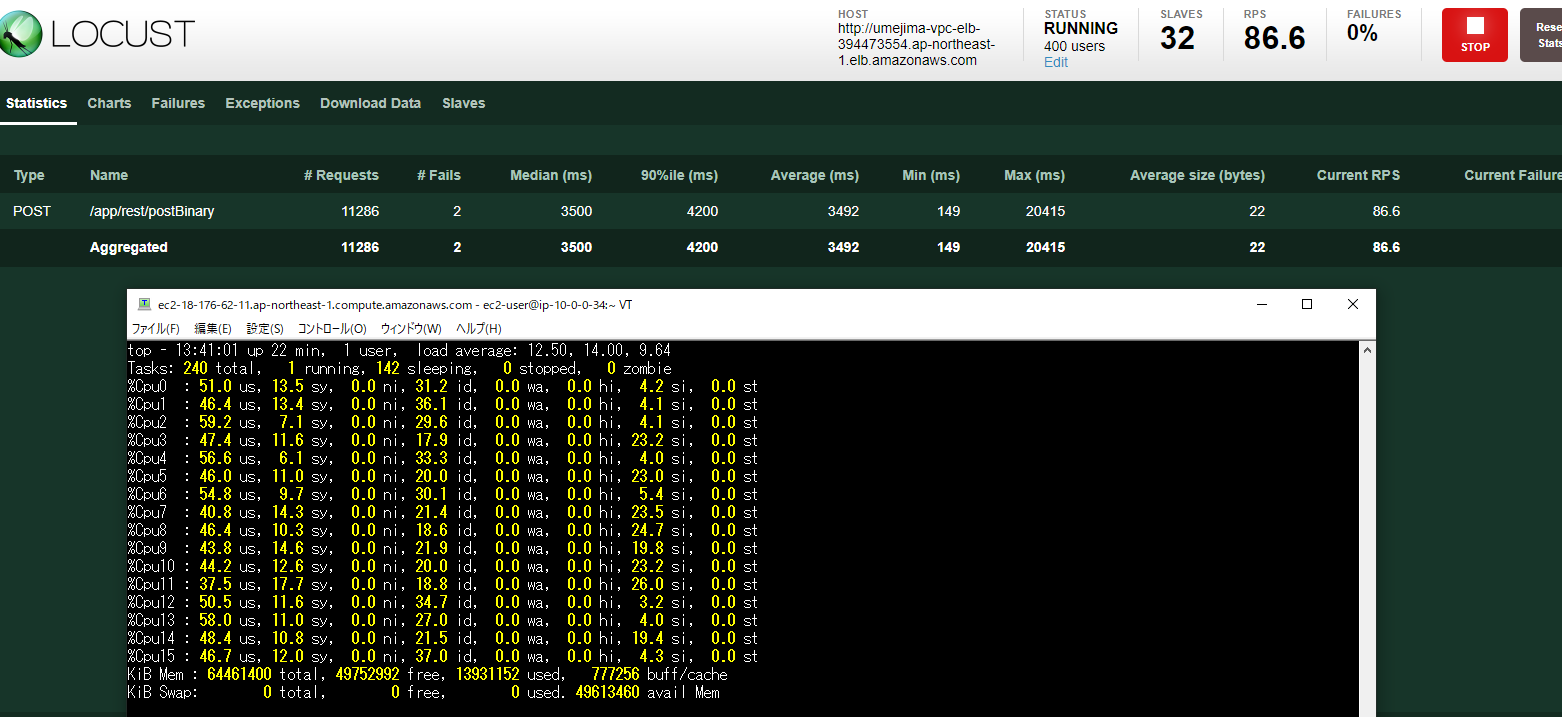 LOCUST
HOST
http://umejima-vpc-elb-
394473554.ap-northeast-
1.elb.amazonaws.com
STATUS
RUNNING
400 users
Edit
SLAVES
32
RPS
86.6
FAILURES
0%
STOP
Rese
Stats
Statistics Charts Failures Exceptions Download Data Slaves
Type Name # Requests # Fails Median (ms) 90%ile (ms) Average (ms) Min (ms) Max (ms) Average size (bytes) Current RPS Current Failure
POST /app/rest/postBinary 11286 2 3500 4200 3492 149 20415 22 86.6
Aggregated 11286 2 3500 4200 3492 149 20415 22 86.6
ec2-18-176-62-11.ap-northeast-1.compute.amazonaws.com - ec2-user@ip-10-0-0-34:~ VT
ファイル(F) 編集(E) 設定(S) コントロール(O) ウィンドウ(W) ヘルプ(H)
top - 13:41:01 up 22 min, 1 user, load average: 12.50, 14.00, 9.64
Tasks: 240 total, 1 running, 142 sleeping, 0 stopped, 0 zombie
%Cpu0 : 51.0 us, 13.5 sy, 0.0 ni, 31.2 id, 0.0 wa, 0.0 hi, 4.2 si, 0.0 st
%Cpu1 : 46.4 us, 13.4 sy, 0.0 ni, 36.1 id, 0.0 wa, 0.0 hi, 4.1 si, 0.0 st
%Cpu2 : 59.2 us, 7.1 sy, 0.0 ni, 29.6 id, 0.0 wa, 0.0 hi, 4.1 si, 0.0 st
%Cpu3 : 47.4 us, 11.6 sy, 0.0 ni, 17.9 id, 0.0 wa, 0.0 hi, 23.2 si, 0.0 st
%Cpu4 : 56.6 us, 6.1 sy, 0.0 ni, 33.3 id, 0.0 wa, 0.0 hi, 4.0 si, 0.0 st
%Cpu5 : 46.0 us, 11.0 sy, 0.0 ni, 20.0 id, 0.0 wa, 0.0 hi, 23.0 si, 0.0 st
%Cpu6 : 54.8 us, 9.7 sy, 0.0 ni, 30.1 id, 0.0 wa, 0.0 hi, 5.4 si, 0.0 st
%Cpu7 : 40.8 us, 14.3 sy, 0.0 ni, 21.4 id, 0.0 wa, 0.0 hi, 23.5 si, 0.0 st
%Cpu8 : 46.4 us, 10.3 sy, 0.0 ni, 18.6 id, 0.0 wa, 0.0 hi, 24.7 si, 0.0 st
%Cpu9 : 43.8 us, 14.6 sy, 0.0 ni, 21.9 id, 0.0 wa, 0.0 hi, 19.8 si, 0.0 st
%Cpu10 : 44.2 us, 12.6 sy, 0.0 ni, 20.0 id, 0.0 wa, 0.0 hi, 23.2 si, 0.0 st
%Cpu11 : 37.5 us, 17.7 sy, 0.0 ni, 18.8 id, 0.0 wa, 0.0 hi, 26.0 si, 0.0 st
%Cpu12 : 50.5 us, 11.6 sy, 0.0 ni, 34.7 id, 0.0 wa, 0.0 hi, 3.2 si, 0.0 st
%Cpu13 : 58.0 us, 11.0 sy, 0.0 ni, 27.0 id, 0.0 wa, 0.0 hi, 4.0 si, 0.0 st
%Cpu14 : 48.4 us, 10.8 sy, 0.0 ni, 21.5 id, 0.0 wa, 0.0 hi, 19.4 si, 0.0 st
%Cpu15 : 46.7 us, 12.0 sy, 0.0 ni, 37.0 id, 0.0 wa, 0.0 hi, 4.3 si, 0.0 st
KiB Mem : 64461400 total, 49752992 free, 13931152 used, 777256 buff/cache
KiB Swap: 0 total, 0 free, 0 used. 49613460 avail Mem